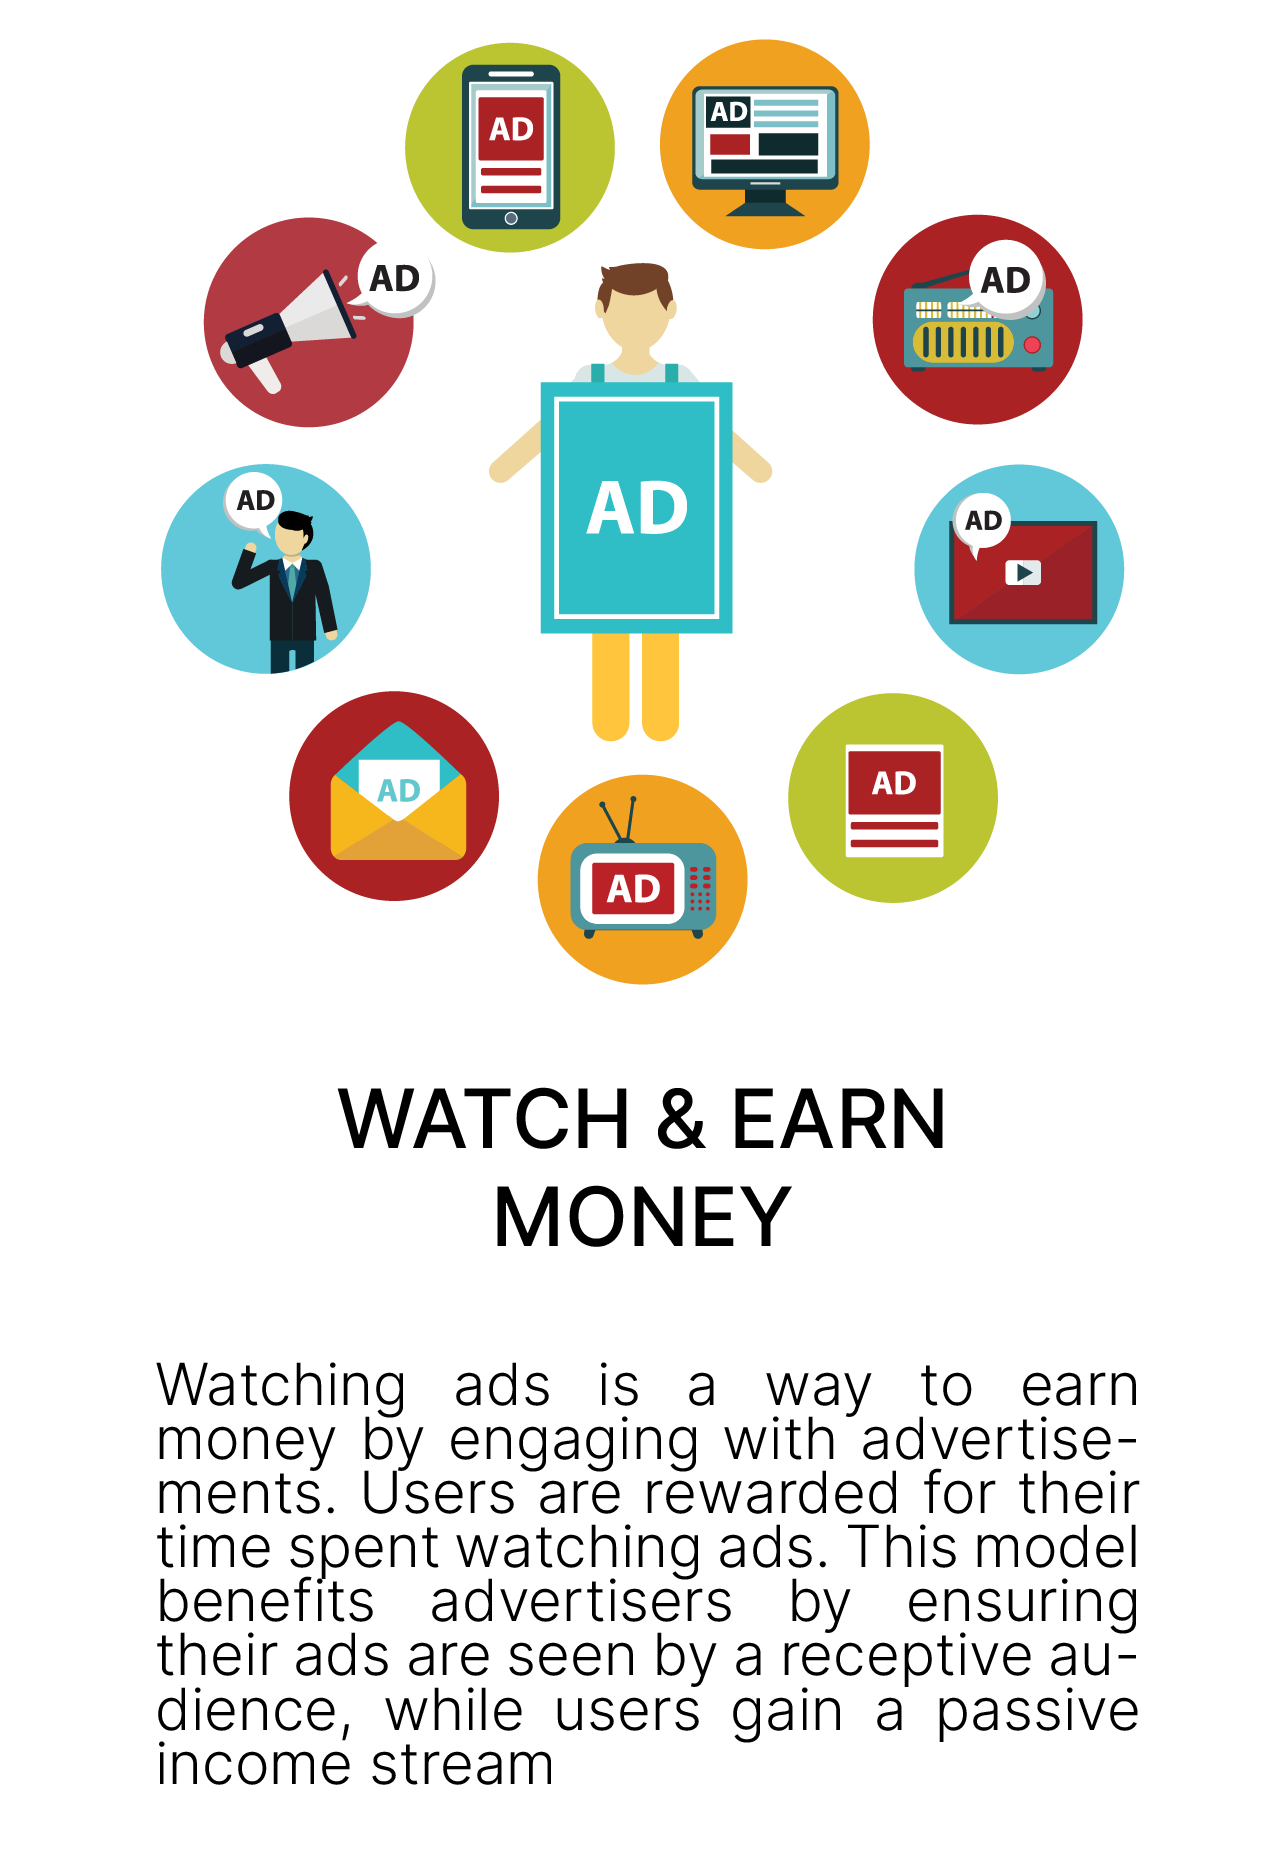 AD
AD
AD
AD
AD
AD
AD
AD
AD
AD
WATCH & EARN
MONEY
Watching ads is a way to earn
money by engaging with advertise-
ments. Users are rewarded for their
time spent watching ads. This model
benefits advertisers by ensuring
their ads are seen by a receptive au-
dience, while users gain a passive
income stream